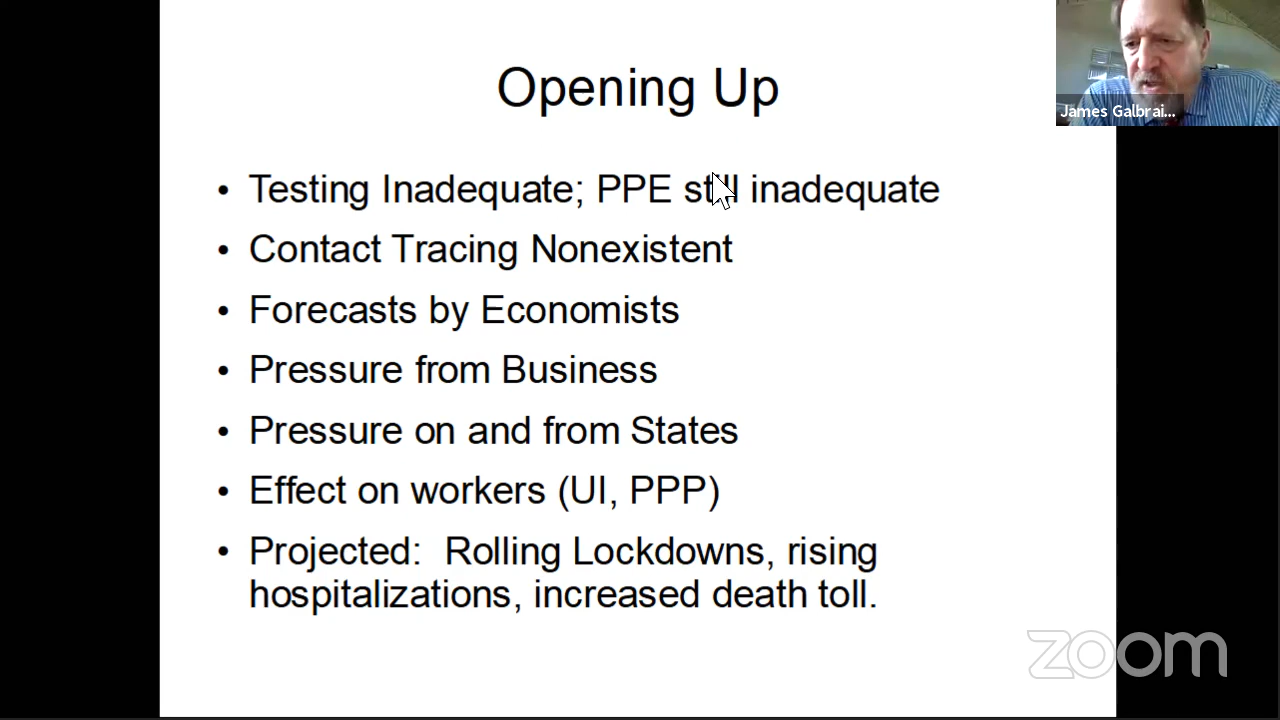 Opening Up
James Galbrai...
• Testing Inadequate; PPE still inadequate
• Contact Tracing Nonexistent
• Forecasts by Economists
• Pressure from Business
• Pressure on and from States
• Effect on workers (UI, PPP)
• Projected: Rolling Lockdowns, rising
hospitalizations, increased death toll.
zoom